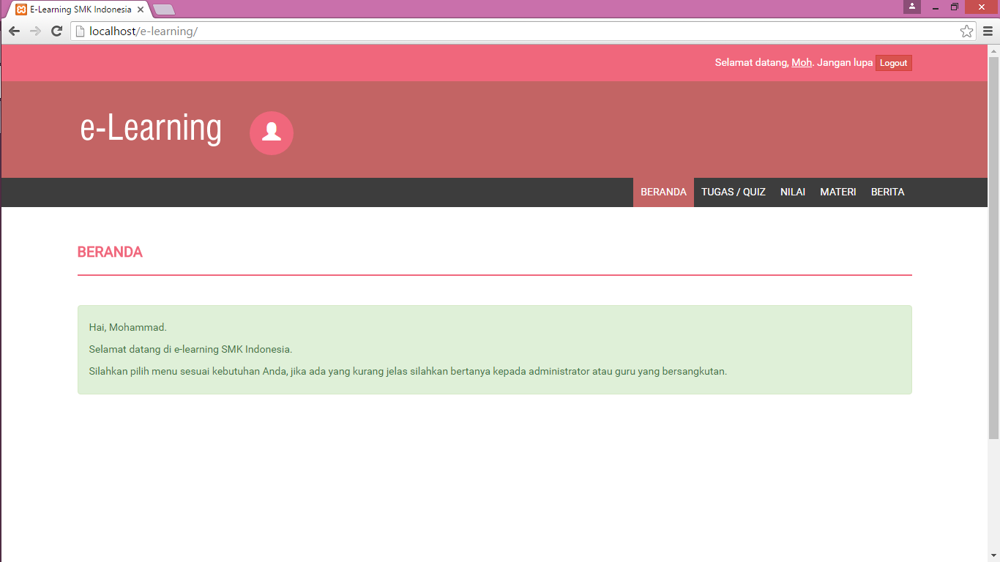 E-Learning SMK Indonesia
localhost/e-learning/
Selamat datang, Moh. Jangan lupa Logout
e-Learning
BERANDA TUGAS / QUIZ NILAI MATERI BERITA
BERANDA
Hai, Mohammad.
Selamat datang di e-learning SMK Indonesia.
Silahkan pilih menu sesuai kebutuhan Anda, jika ada yang kurang jelas silahkan bertanya kepada administrator atau guru yang bersangkutan.